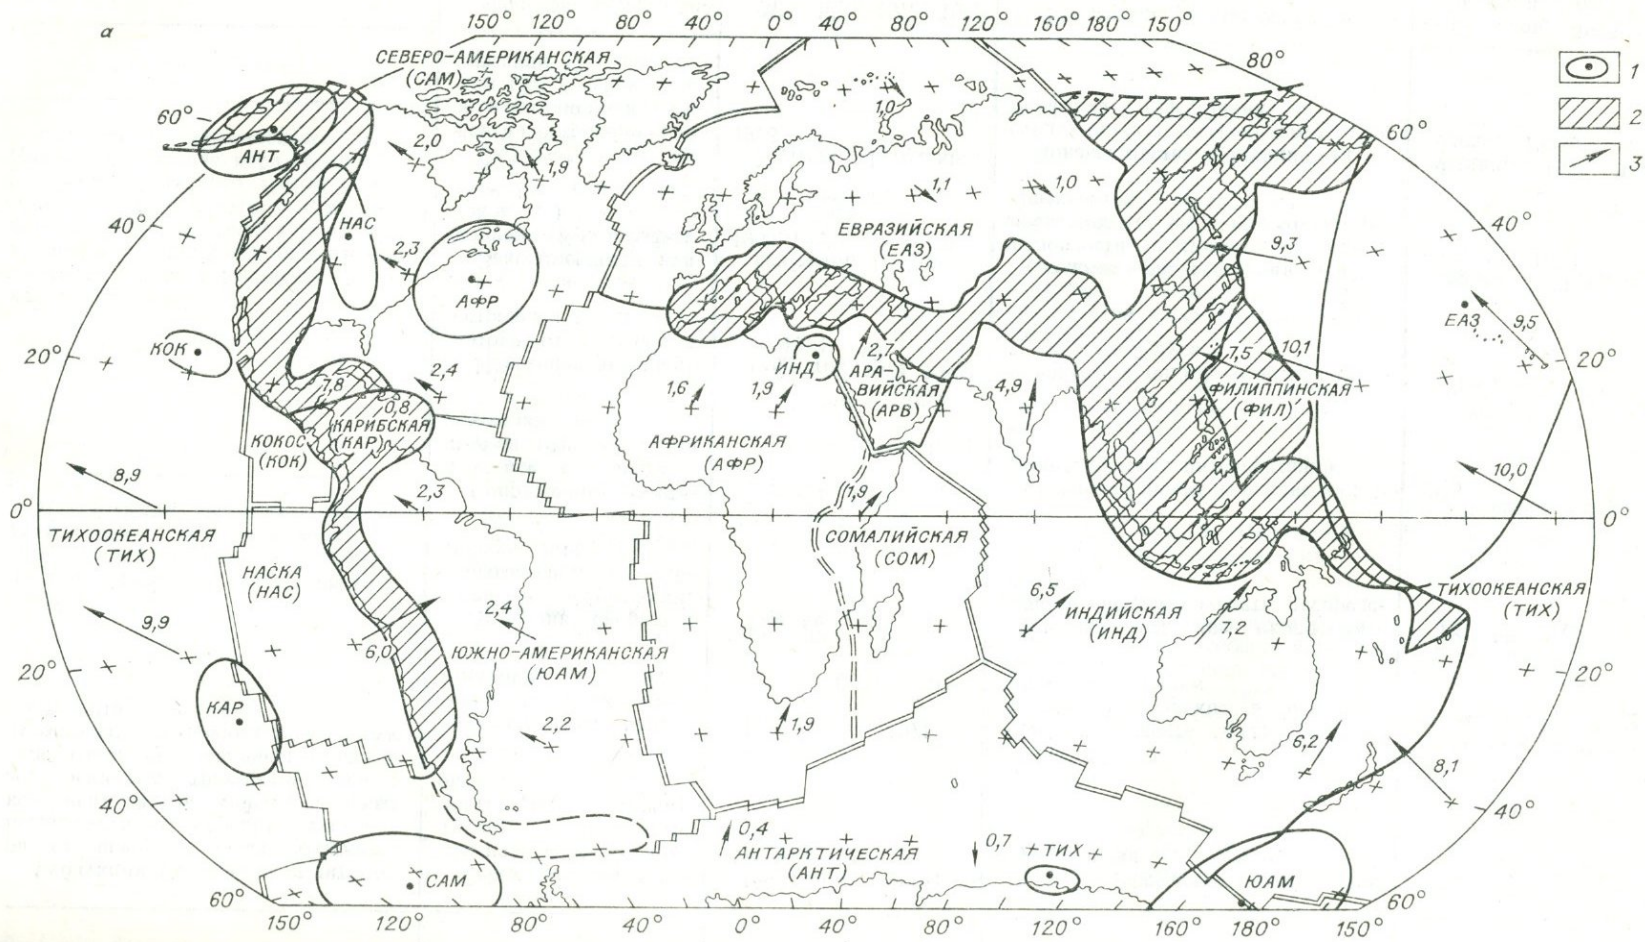 а
150° 120° 80° 40° 0° 40° 80° 120° 160° 180° 150°
80°
СЕВЕРО-АМЕРИКАНСКАЯ
(САМ)
1
2
3
60°
60°
АНТ
2,0
1,9
1,0
1,1
1,0
40°
40°
НАС
2,3
АФР
ЕВРАЗИЙСКАЯ
(ЕАЗ)
9,3
ЕАЗ
9,5
КОК
20°
20°
7,8
2,4
0,8
ИНД
2,7
АРА-
ВИЙСКАЯ
(АРВ)
4,9
7,5
10,1
ФИЛИППИНСКАЯ
(ФИЛ)
1,6
1,9
КОКОС
(КОК)
КАРИБСКАЯ
(КАР)
АФРИКАНСКАЯ
(АФР)
8,9
2,3
1,9
10,0
0°
0°
ТИХООКЕАНСКАЯ
(ТИХ)
СОМАЛИЙСКАЯ
(СОМ)
НАСКА
(НАС)
9,9
6,0
2,4
6,5
ИНДИЙСКАЯ
(ИНД)
7,2
ТИХООКЕАНСКАЯ
(ТИХ)
ЮЖНО-АМЕРИКАНСКАЯ
(ЮАМ)
20°
20°
КАР
2,2
1,9
6,2
8,1
40°
40°
0,4
0,7
АНТАРКТИЧЕСКАЯ
(АНТ)
ТИХ
САМ
ЮАМ
60°
60°
150° 120° 80° 40° 0° 40° 80° 120° 160° 180° 150°